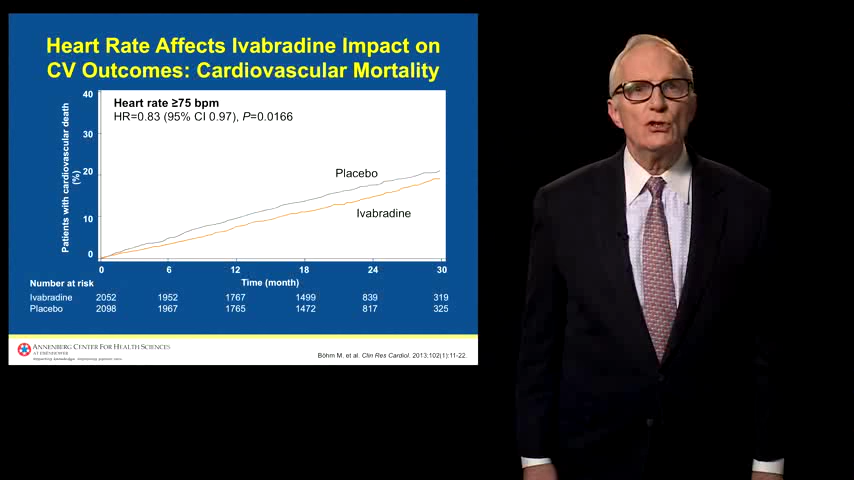 Heart Rate Affects Ivabradine Impact on
CV Outcomes: Cardiovascular Mortality
Patients with cardiovascular death
(%)
40
30
20
10
0
Heart rate ≥75 bpm
HR=0.83 (95% CI 0.97), P=0.0166
Placebo
Ivabradine
0 6 12 18 24 30
Time (month)
Number at risk
Ivabradine 2052 1952 1767 1499 839 319
Placebo 2098 1967 1765 1472 817 325
ANNENBERG CENTER FOR HEALTH SCIENCES
AT EISENHOWER
Böhm M. et al. Clin Res Cardiol. 2013:102(1):11-22.